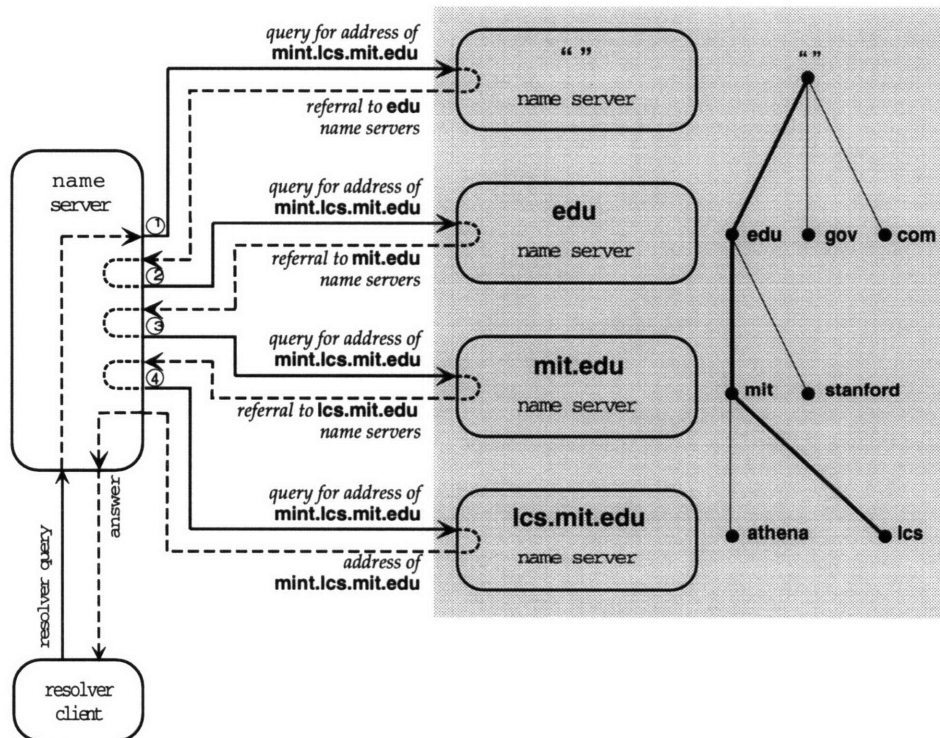 query for address of
mint.lcs.mit.edu
“ ”
name server
referral to edu
name servers
“ ”
name
server
1
query for address of
mint.lcs.mit.edu
edu
name server
edu
gov
com
2
referral to mit.edu
name servers
3
query for address of
mint.lcs.mit.edu
mit.edu
name server
mit
stanford
4
referral to lcs.mit.edu
name servers
query for address of
mint.lcs.mit.edu
lcs.mit.edu
name server
athena
lcs
address of
mint.lcs.mit.edu
resolver query
answer
resolver
client